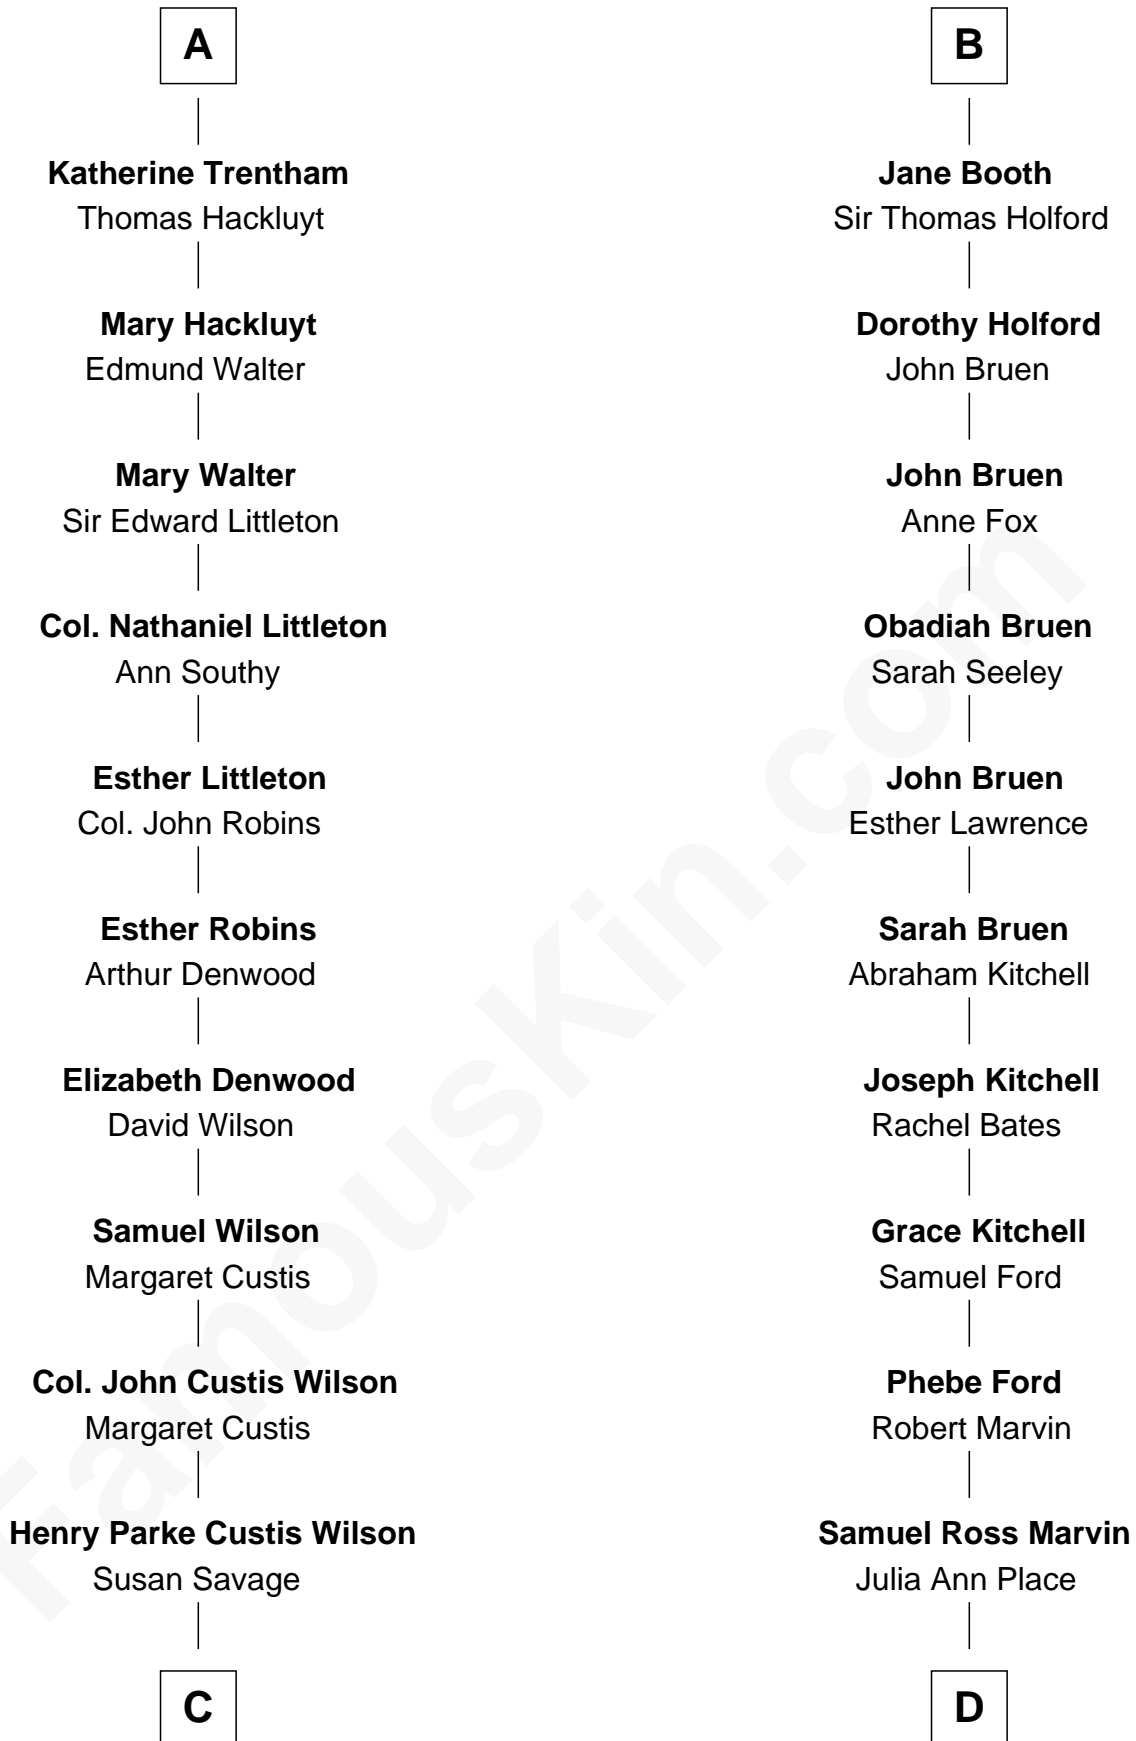 A
Katherine Trentham
Thomas Hackluyt
Mary Hackluyt
Edmund Walter
Mary Walter
Sir Edward Littleton
Col. Nathaniel Littleton
Ann Southy
Esther Littleton
Col. John Robins
Esther Robins
Arthur Denwood
Elizabeth Denwood
David Wilson
Samuel Wilson
Margaret Custis
Col. John Custis Wilson
Margaret Custis
Henry Parke Custis Wilson
Susan Savage
C
B
Jane Booth
Sir Thomas Holford
Dorothy Holford
John Bruen
John Bruen
Anne Fox
Obadiah Bruen
Sarah Seeley
John Bruen
Esther Lawrence
Sarah Bruen
Abraham Kitchell
Joseph Kitchell
Rachel Bates
Grace Kitchell
Samuel Ford
Phebe Ford
Robert Marvin
Samuel Ross Marvin
Julia Ann Place
D
FamousKin.com